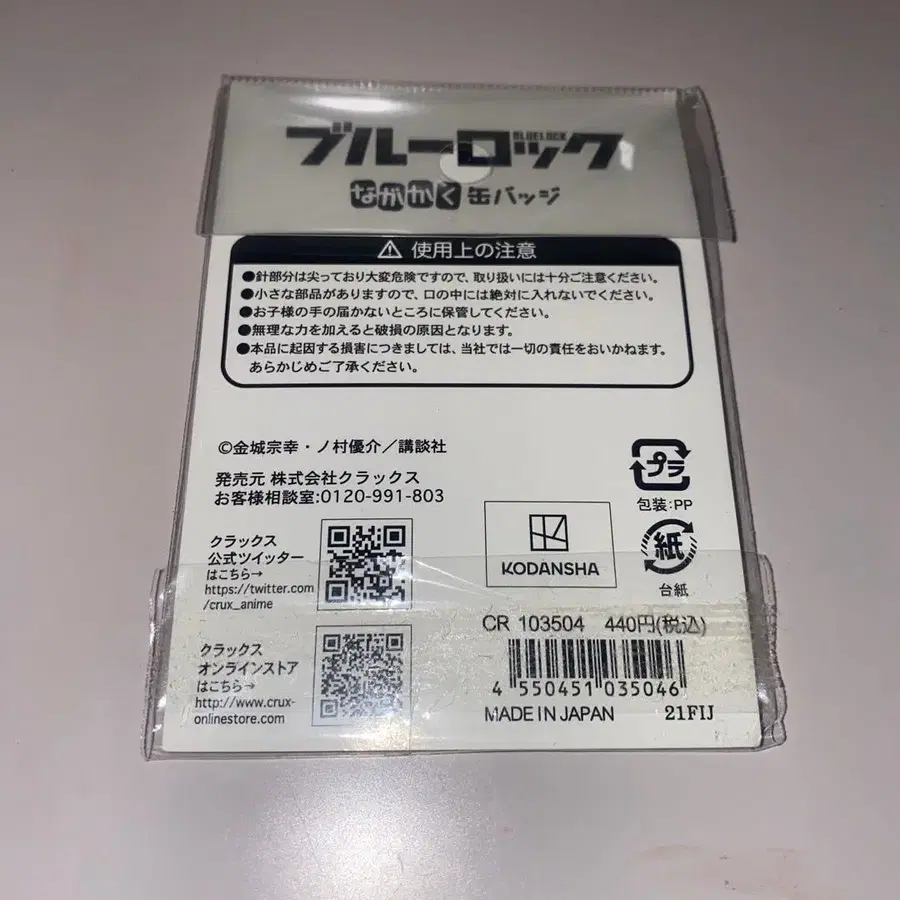 ブルーロック
BLUELOCK
ながかく缶バッジ
⚠ 使用上の注意
●針部分は尖っており大変危険ですので、取り扱いには十分ご注意ください。
●小さな部品がありますので、口の中には絶対に入れないでください。
●お子様の手の届かないところに保管してください。
●無理な力を加えると破損の原因となります。
●本品に起因する損害につきましては、当社では一切の責任をおいかねます。
あらかじめご了承ください。
©金城宗幸・ノ村優介／講談社
発売元 株式会社クラックス
お客様相談室:0120-991-803
プラ
包装:PP
紙
台紙
クラックス
公式ツイッター
はこちら→
https://twitter.com
/crux_anime
KODANSHA
クラックス
オンラインストア
はこちら→
http://www.crux-
onlinestore.com
CR 103504 440円(税込)
4 550451 035046
MADE IN JAPAN 21FIJ